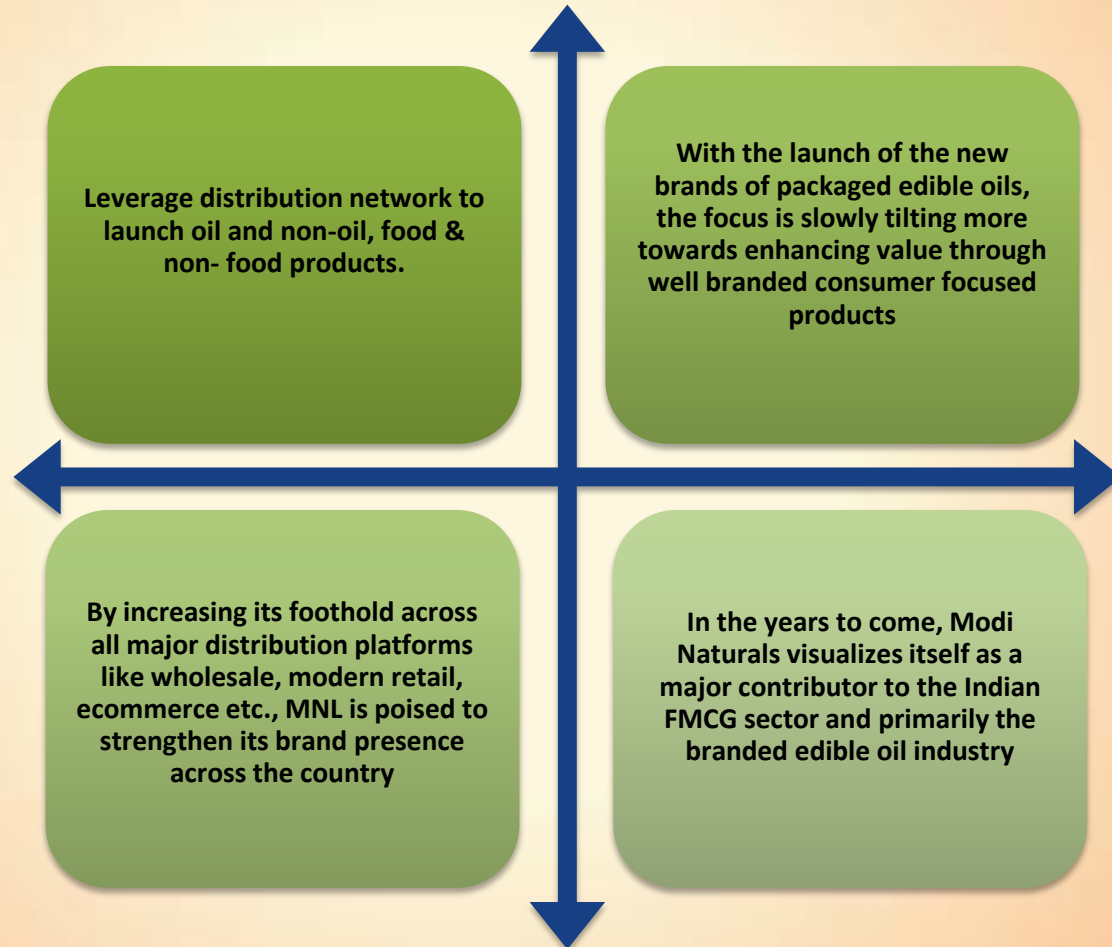 Leverage distribution network to
launch oil and non-oil, food &
non- food products.
With the launch of the new
brands of packaged edible oils,
the focus is slowly tilting more
towards enhancing value through
well branded consumer focused
products
By increasing its foothold across
all major distribution platforms
like wholesale, modern retail,
ecommerce etc., MNL is poised to
strengthen its brand presence
across the country
In the years to come, Modi
Naturals visualizes itself as a
major contributor to the Indian
FMCG sector and primarily the
branded edible oil industry